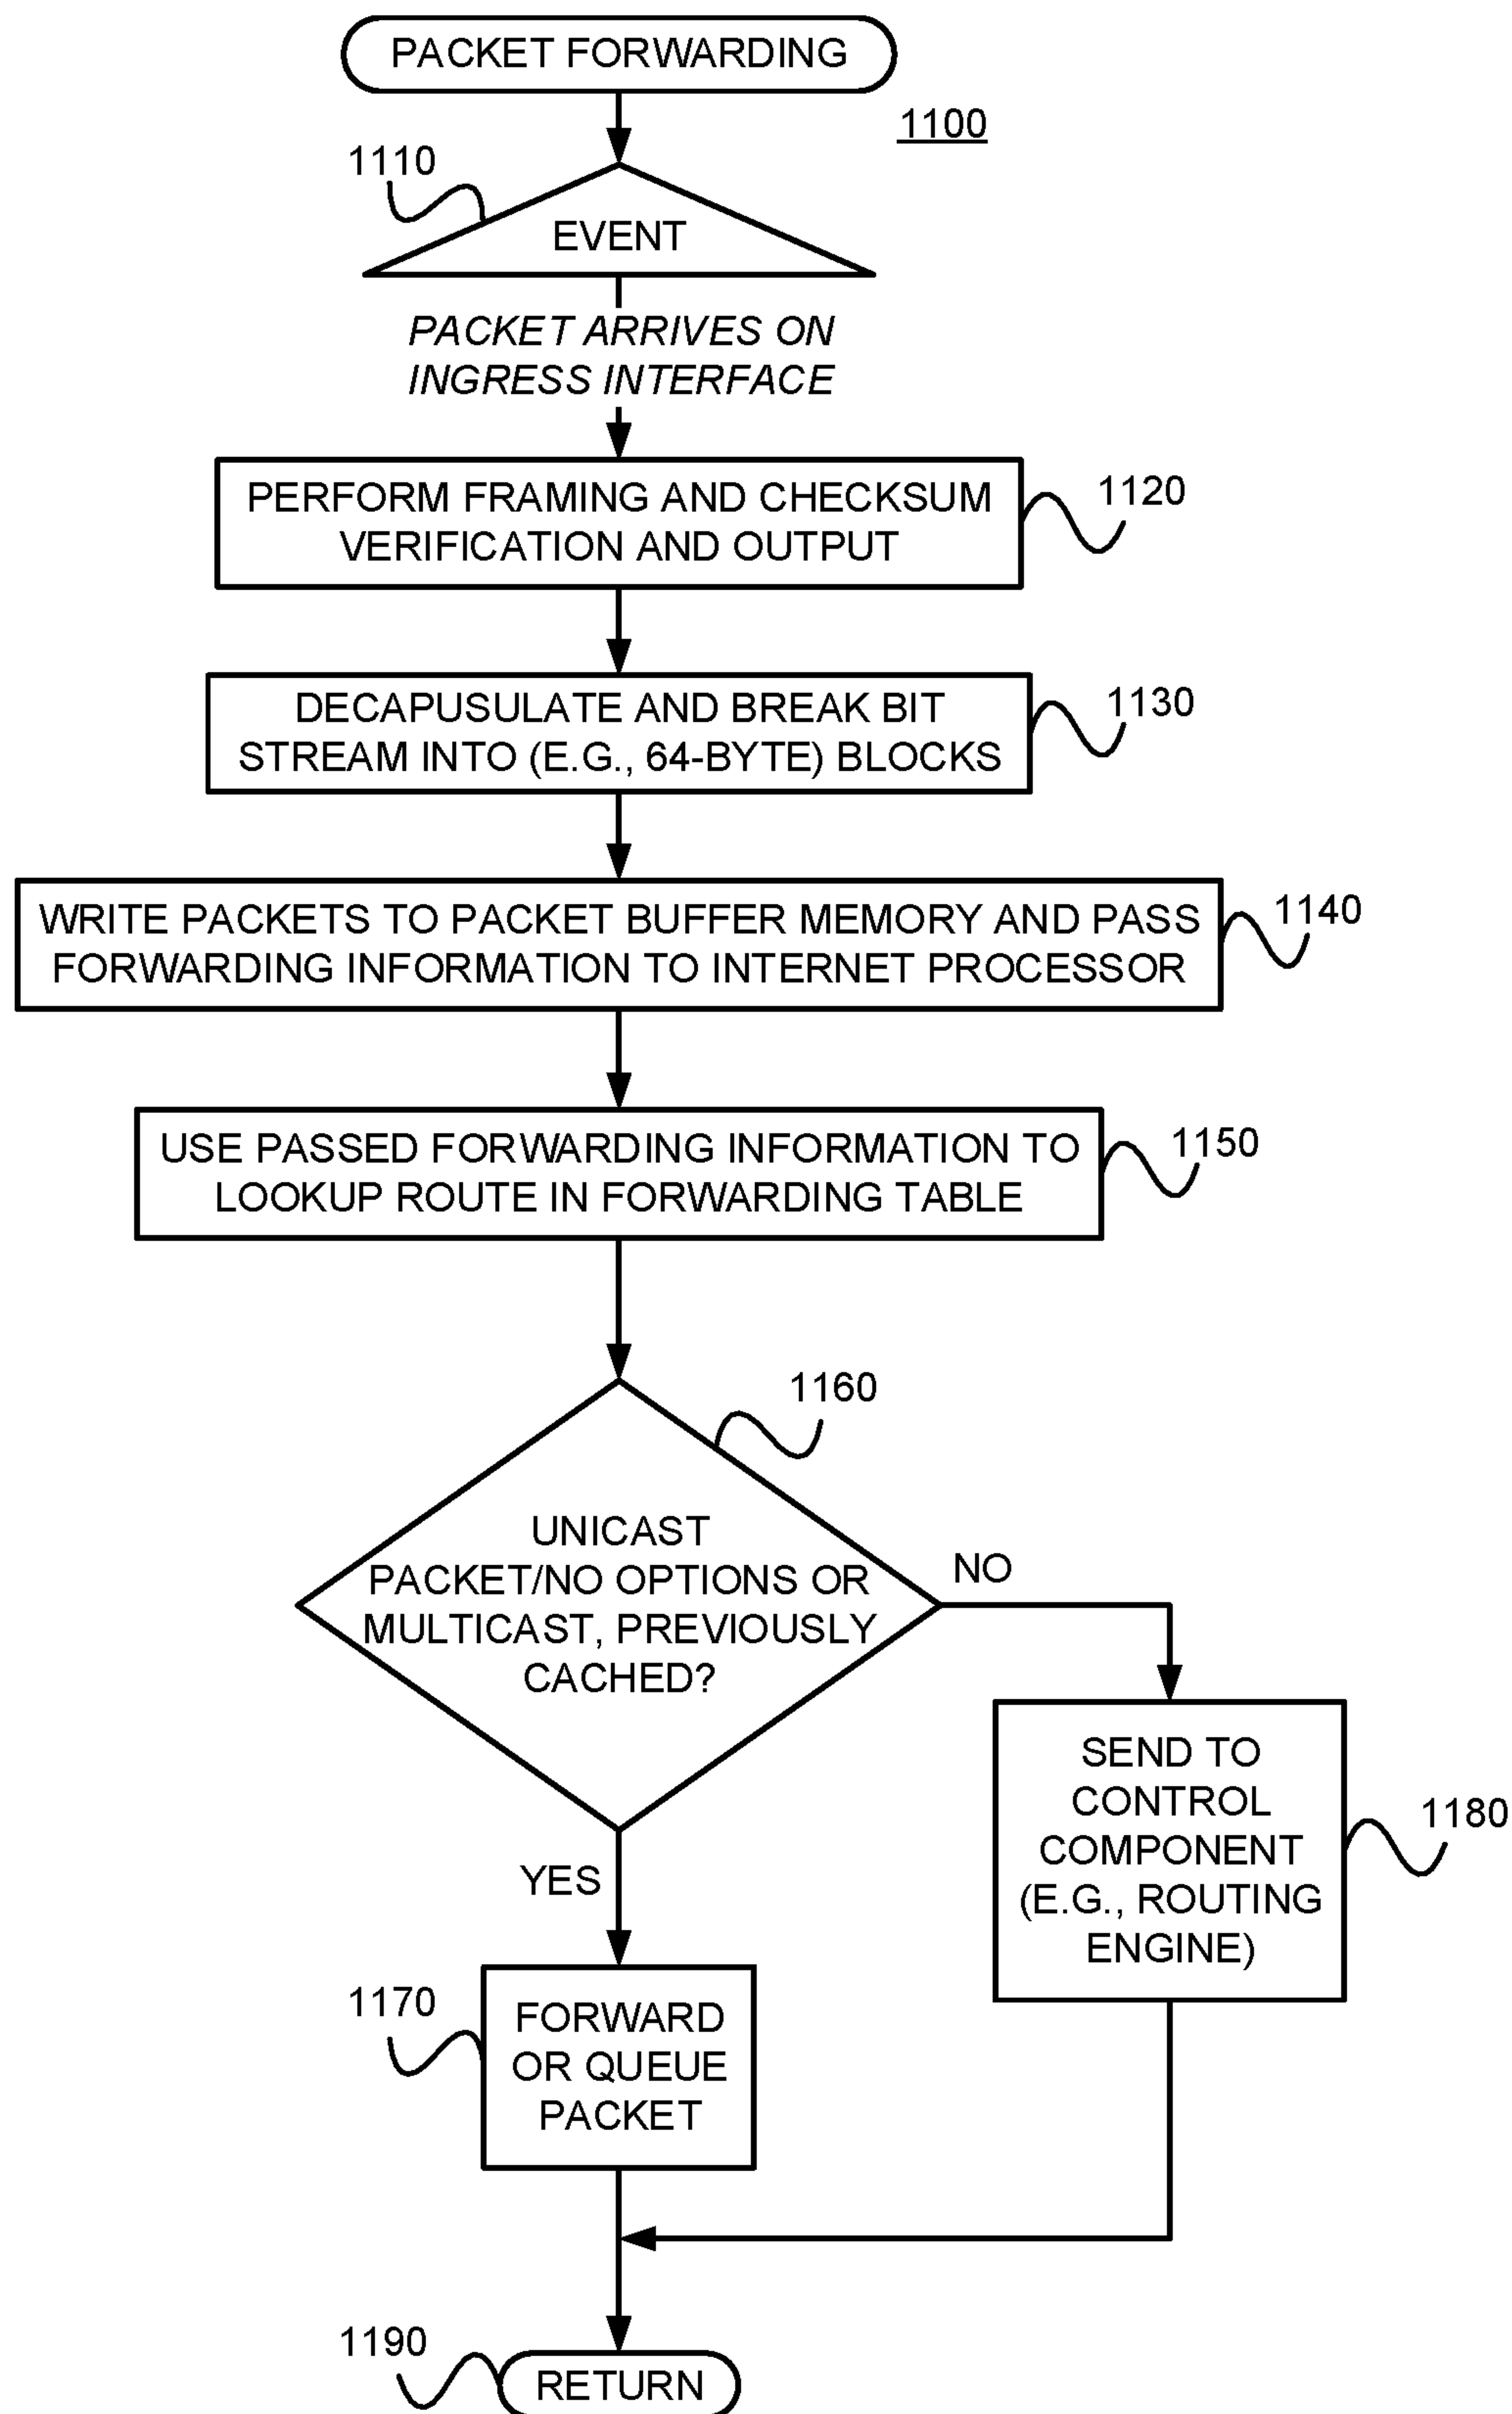 PACKET FORWARDING
1100
1110
EVENT
PACKET ARRIVES ON
INGRESS INTERFACE
PERFORM FRAMING AND CHECKSUM
VERIFICATION AND OUTPUT
1120
DECAPUSULATE AND BREAK BIT
STREAM INTO (E.G., 64-BYTE) BLOCKS
1130
WRITE PACKETS TO PACKET BUFFER MEMORY AND PASS
FORWARDING INFORMATION TO INTERNET PROCESSOR
1140
USE PASSED FORWARDING INFORMATION TO
LOOKUP ROUTE IN FORWARDING TABLE
1150
1160
UNICAST
PACKET/NO OPTIONS OR
MULTICAST, PREVIOUSLY
CACHED?
NO
YES
SEND TO
CONTROL
COMPONENT
(E.G., ROUTING
ENGINE)
1180
1170
FORWARD
OR QUEUE
PACKET
1190
RETURN